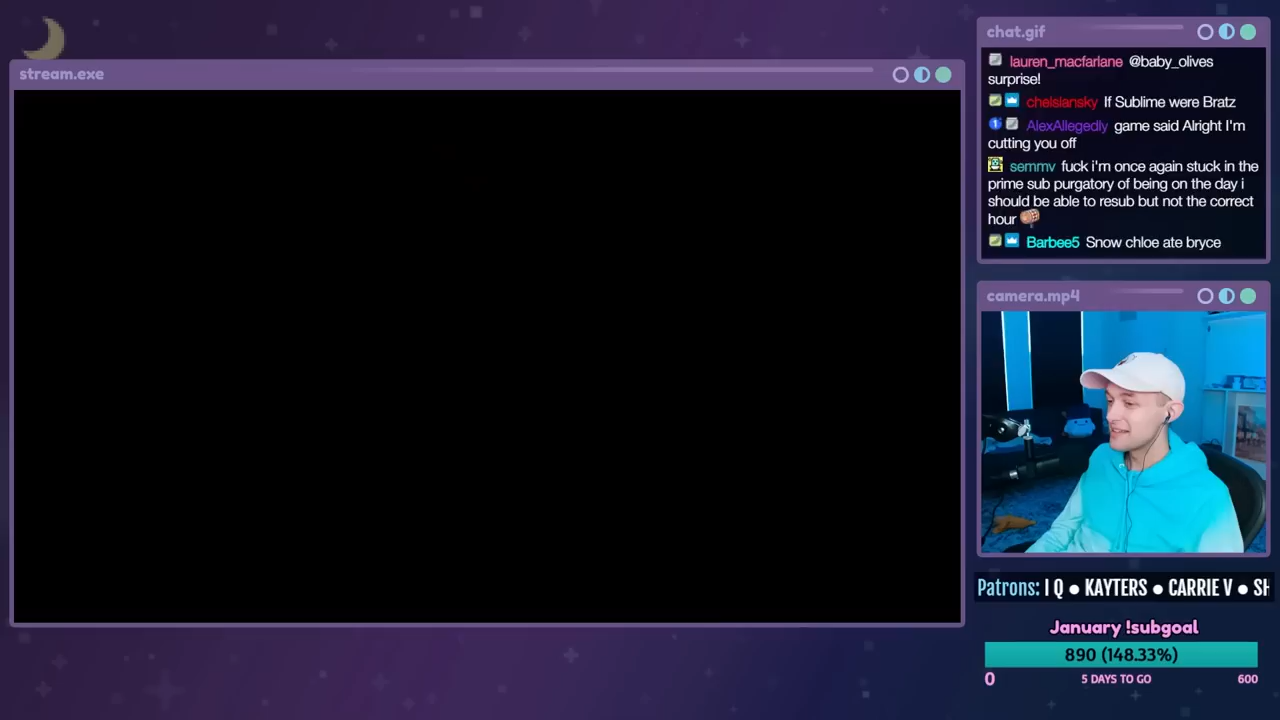 stream.exe
chat.gif
lauren_macfarlane @baby_olives
surprise!
chelsiansky If Sublime were Bratz
1 AlexAllegedly game said Alright I'm
cutting you off
semmv fuck i'm once again stuck in the
prime sub purgatory of being on the day i
should be able to resub but not the correct
hour
Barbee5 Snow chloe ate bryce
camera.mp4
Patrons: I Q ● KAYTERS ● CARRIE V ● SH
January !subgoal
890 (148.33%)
0 5 DAYS TO GO 600